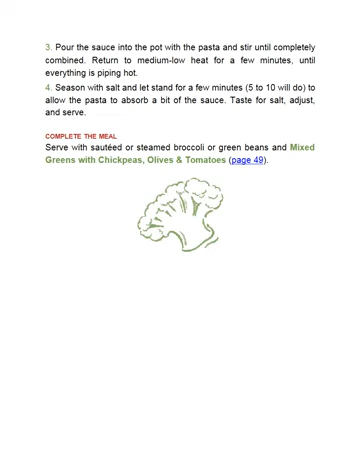 3. Pour the sauce into the pot with the pasta and stir until completely
combined. Return to medium-low heat for a few minutes, until
everything is piping hot.
4. Season with salt and let stand for a few minutes (5 to 10 will do) to
allow the pasta to absorb a bit of the sauce. Taste for salt, adjust,
and serve.
COMPLETE THE MEAL
Serve with sautéed or steamed broccoli or green beans and Mixed
Greens with Chickpeas, Olives & Tomatoes (page 49).